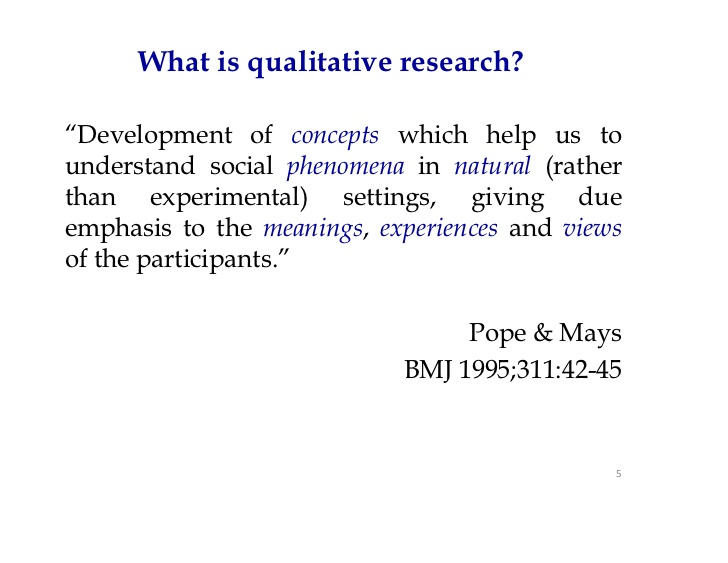 What is qualitative research?
“Development of concepts which help us to
understand social phenomena in natural (rather
than experimental) settings, giving due
emphasis to the meanings, experiences and views
of the participants.”
Pope & Mays
BMJ 1995;311:42-45
5